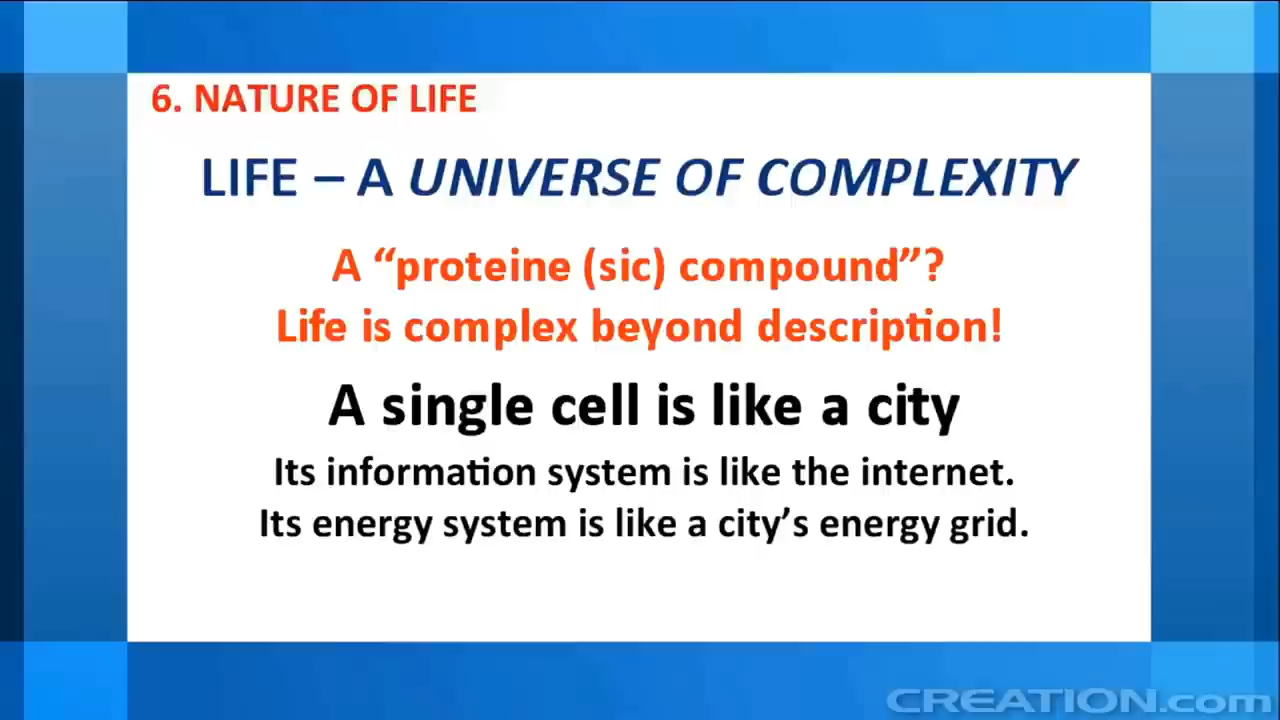 6. NATURE OF LIFE
LIFE – A UNIVERSE OF COMPLEXITY
A “proteine (sic) compound”?
Life is complex beyond description!
A single cell is like a city
Its information system is like the internet.
Its energy system is like a city’s energy grid.
CREATION.com